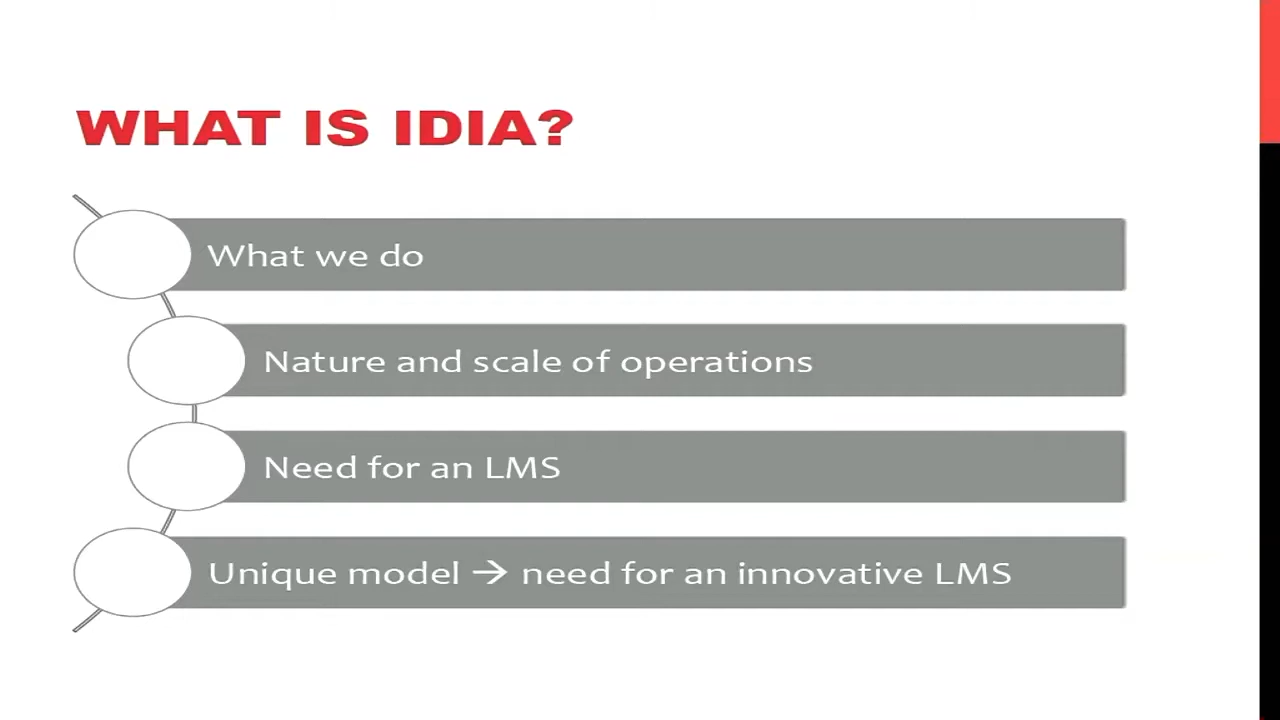 WHAT IS IDIA?
What we do
Nature and scale of operations
Need for an LMS
Unique model → need for an innovative LMS